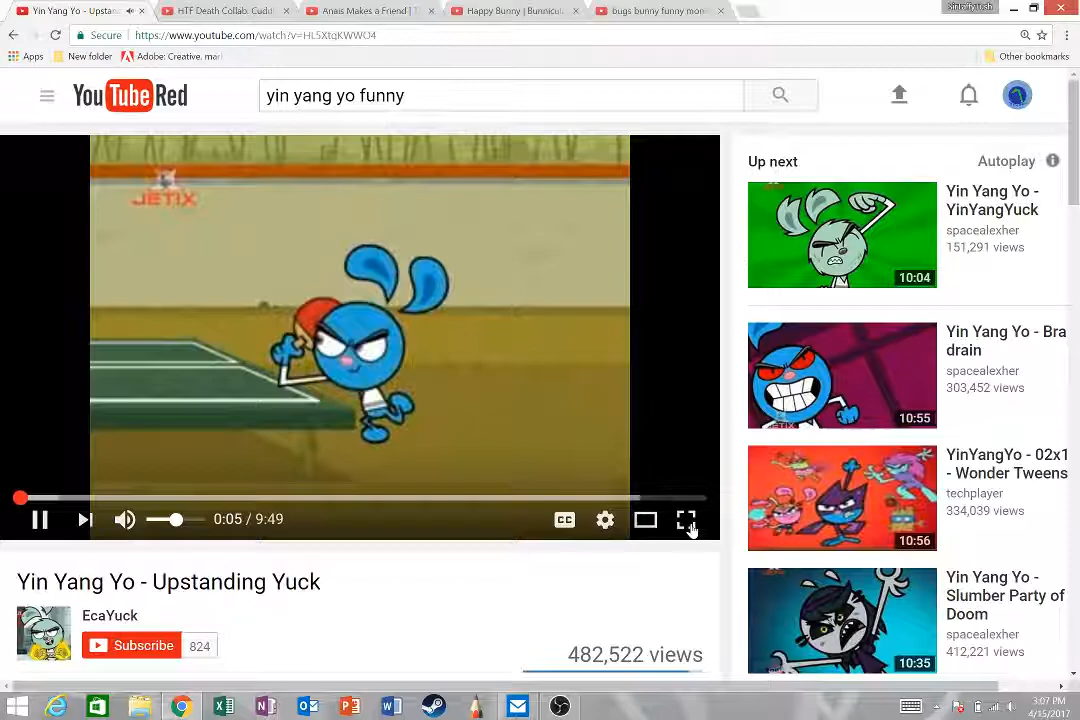 Yin Yang Yo - Upstan
HTF Death Collab: Cudd
Anais Makes a Friend | T
Happy Bunny | Bunnicul
bugs bunny funny mom
Secure
https://www.youtube.com/watch?v=HL5XtqKWWO4
Apps
New folder
Adobe: Creative, mar
Other bookmarks
YouTube Red
yin yang yo funny
JETIX
0:05 / 9:49
CC
Yin Yang Yo - Upstanding Yuck
EcaYuck
Subscribe
824
482,522 views
Up next
Autoplay
10:04
Yin Yang Yo -
YinYangYuck
spacealexher
151,291 views
10:55
Yin Yang Yo - Bra
drain
spacealexher
303,452 views
10:56
YinYangYo - 02x1
- Wonder Tweens
techplayer
334,039 views
10:35
Yin Yang Yo -
Slumber Party of
Doom
spacealexher
412,221 views
3:07 PM
4/15/2017